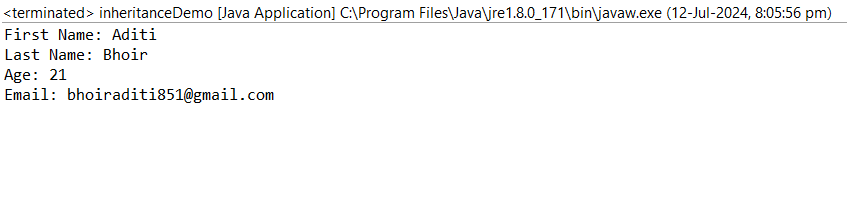 <terminated> inheritanceDemo [Java Application] C:\Program Files\Java\jre1.8.0_171\bin\javaw.exe (12-Jul-2024, 8:05:56 pm)
First Name: Aditi
Last Name: Bhoir
Age: 21
Email: bhoiraditi851@gmail.com